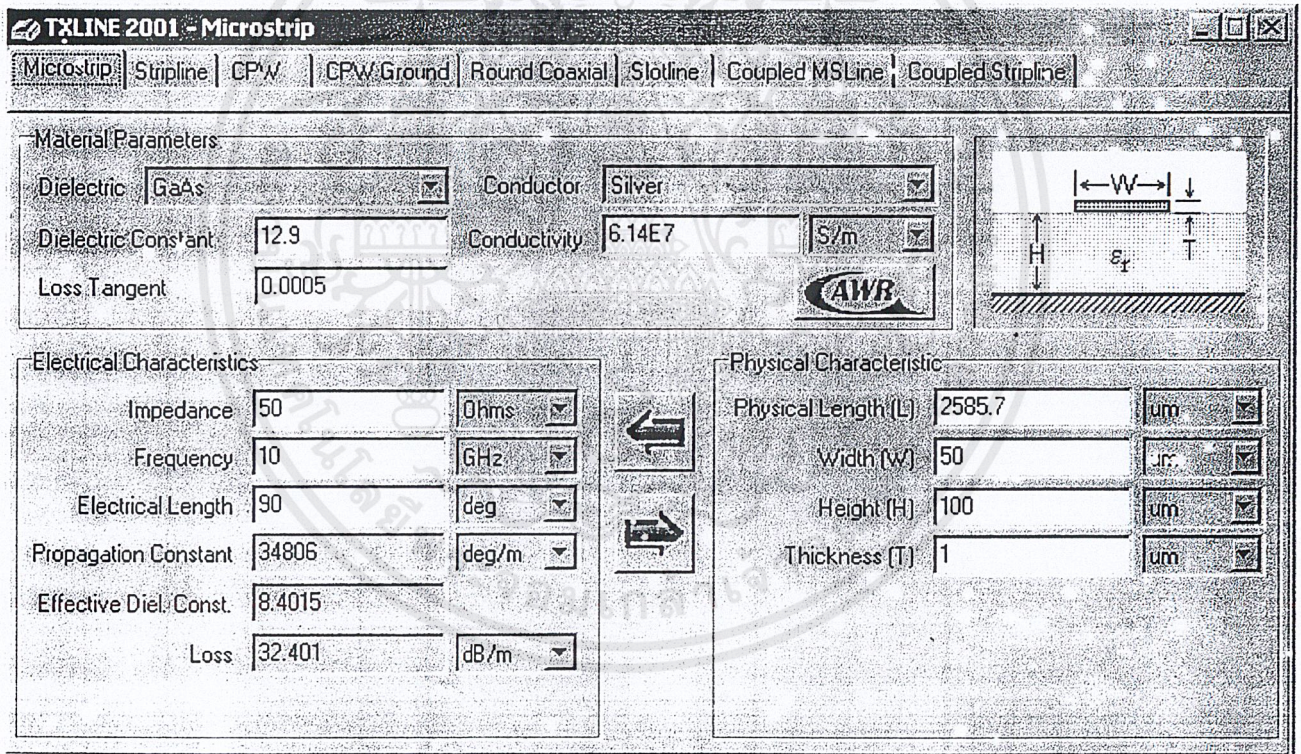 TXLINE 2001 - Microstrip
Microstrip Stripline CPW CPW Ground Round Coaxial Slotline Coupled MSLine Coupled Stripline
Material Parameters
Dielectric GaAs Conductor Silver
Dielectric Constant 12.9 Conductivity 6.14E7 S/m
Loss Tangent 0.0005 AWR
W
H
T
εr
Electrical Characteristics
Impedance 50 Ohms
Frequency 10 GHz
Electrical Length 90 deg
Propagation Constant 34806 deg/m
Effective Diel. Const. 8.4015
Loss 32.401 dB/m
Physical Characteristic
Physical Length (L) 2585.7 um
Width (W) 50 um
Height (H) 100 um
Thickness (T) 1 um